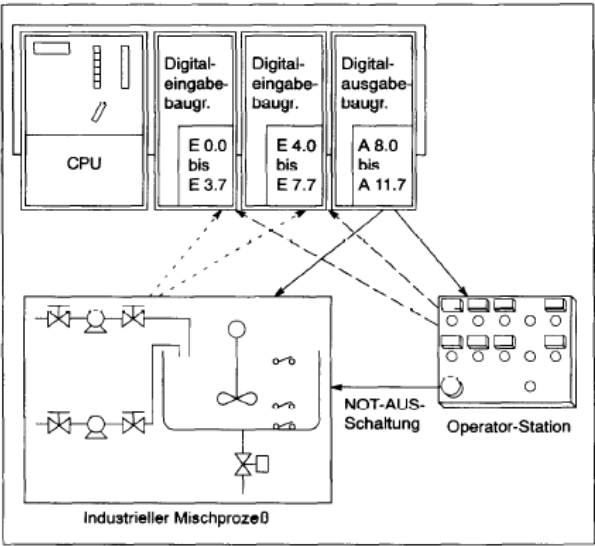 Digital-
eingabe-
baugr.
Digital-
eingabe-
baugr.
Digital-
ausgabe-
baugr.
CPU
E 0.0
bis
E 3.7
E 4.0
bis
E 7.7
A 8.0
bis
A 11.7
NOT-AUS-
Schaltung
Operator-Station
Industrieller Mischprozeß